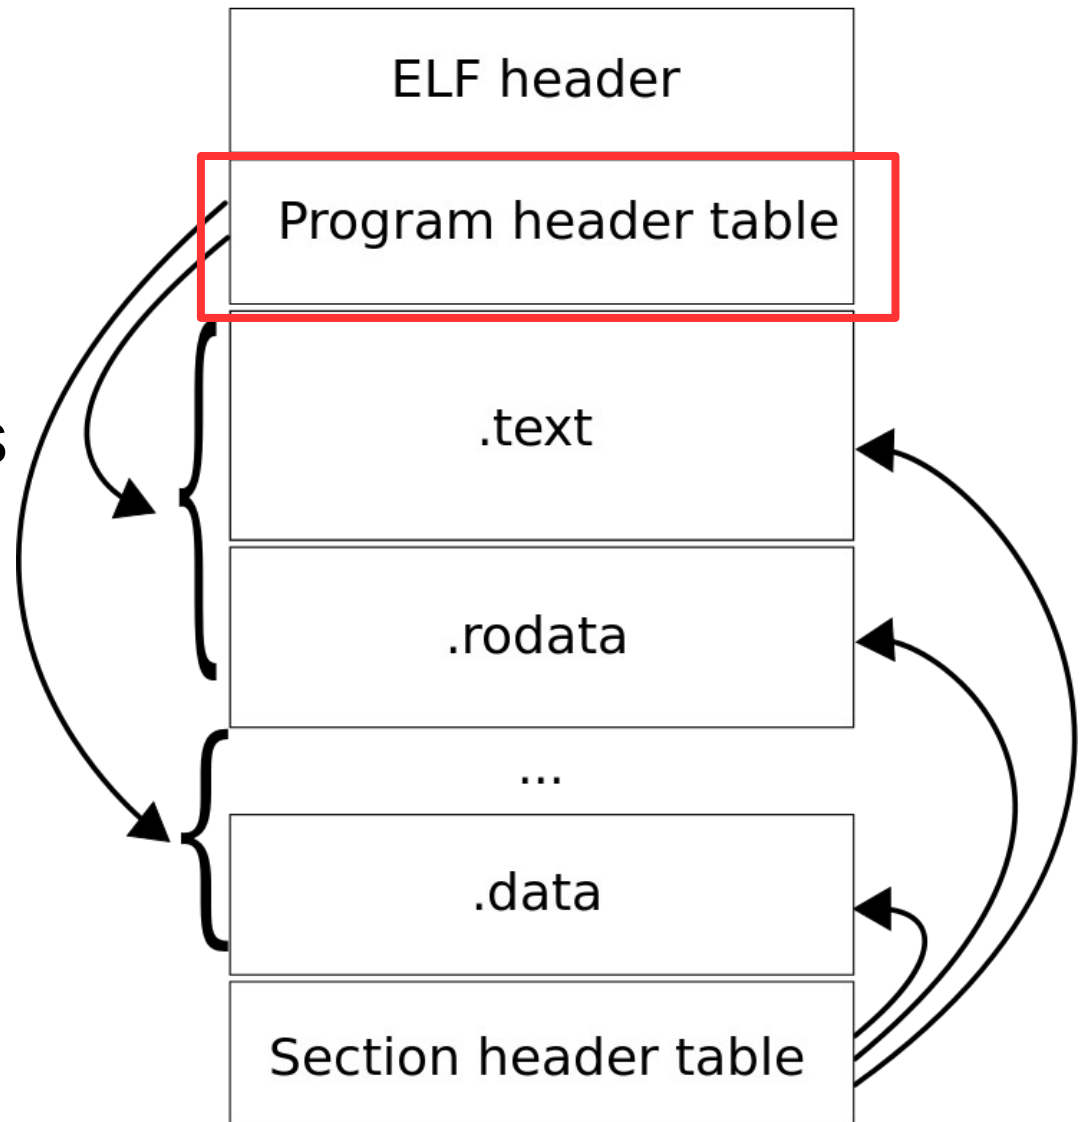 ELF header
Program header table
s
.text
.rodata
...
.data
Section header table